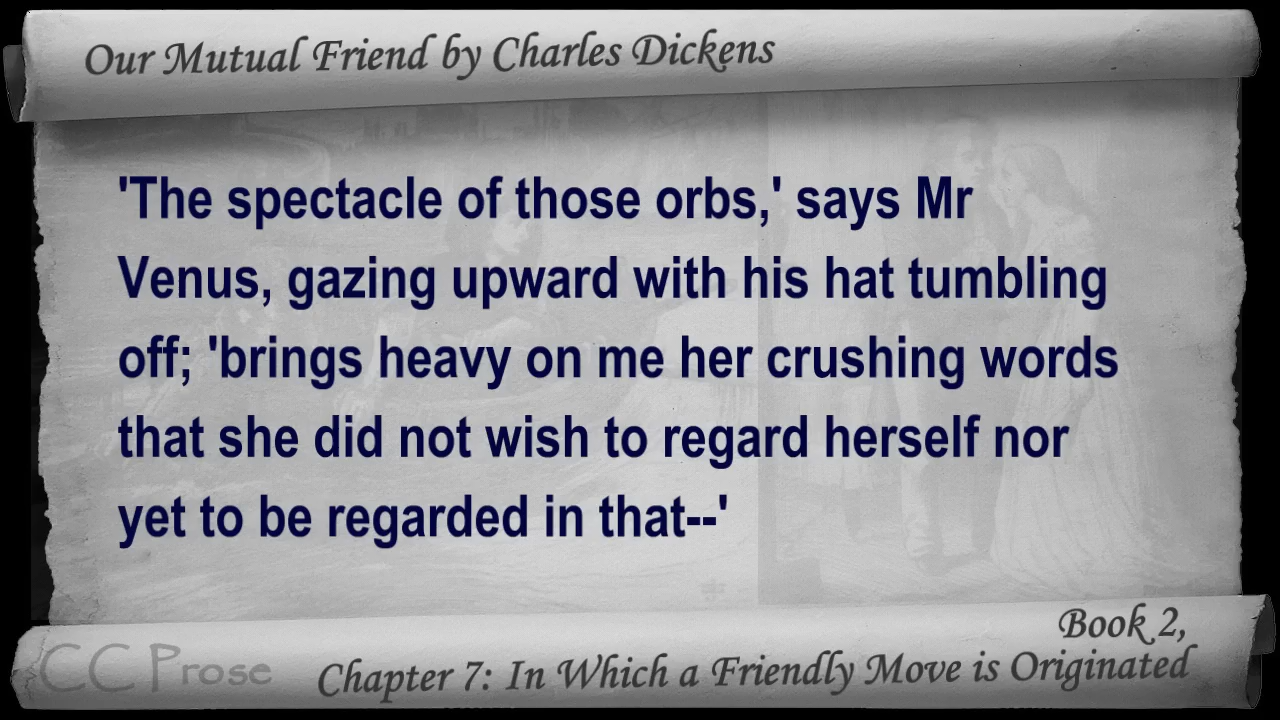 Our Mutual Friend by Charles Dickens
'The spectacle of those orbs,' says Mr
Venus, gazing upward with his hat tumbling
off; 'brings heavy on me her crushing words
that she did not wish to regard herself nor
yet to be regarded in that--'
Book 2,
Chapter 7: In Which a Friendly Move is Originated
CC Prose